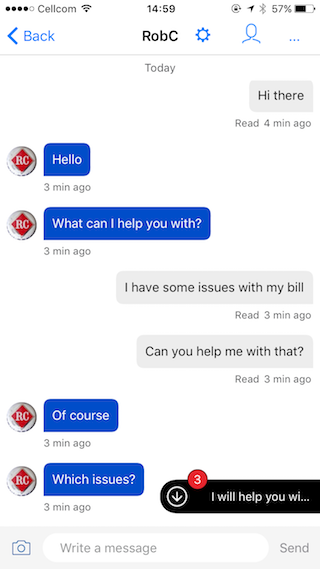 Cellcom 14:59 57%
Back RobC ...
Today
Hi there
Read 4 min ago
RC Hello
3 min ago
RC What can I help you with?
3 min ago
I have some issues with my bill
Read 3 min ago
Can you help me with that?
Read 3 min ago
RC Of course
3 min ago
RC Which issues?
3 min ago
3
I will help you wi...
Write a message Send